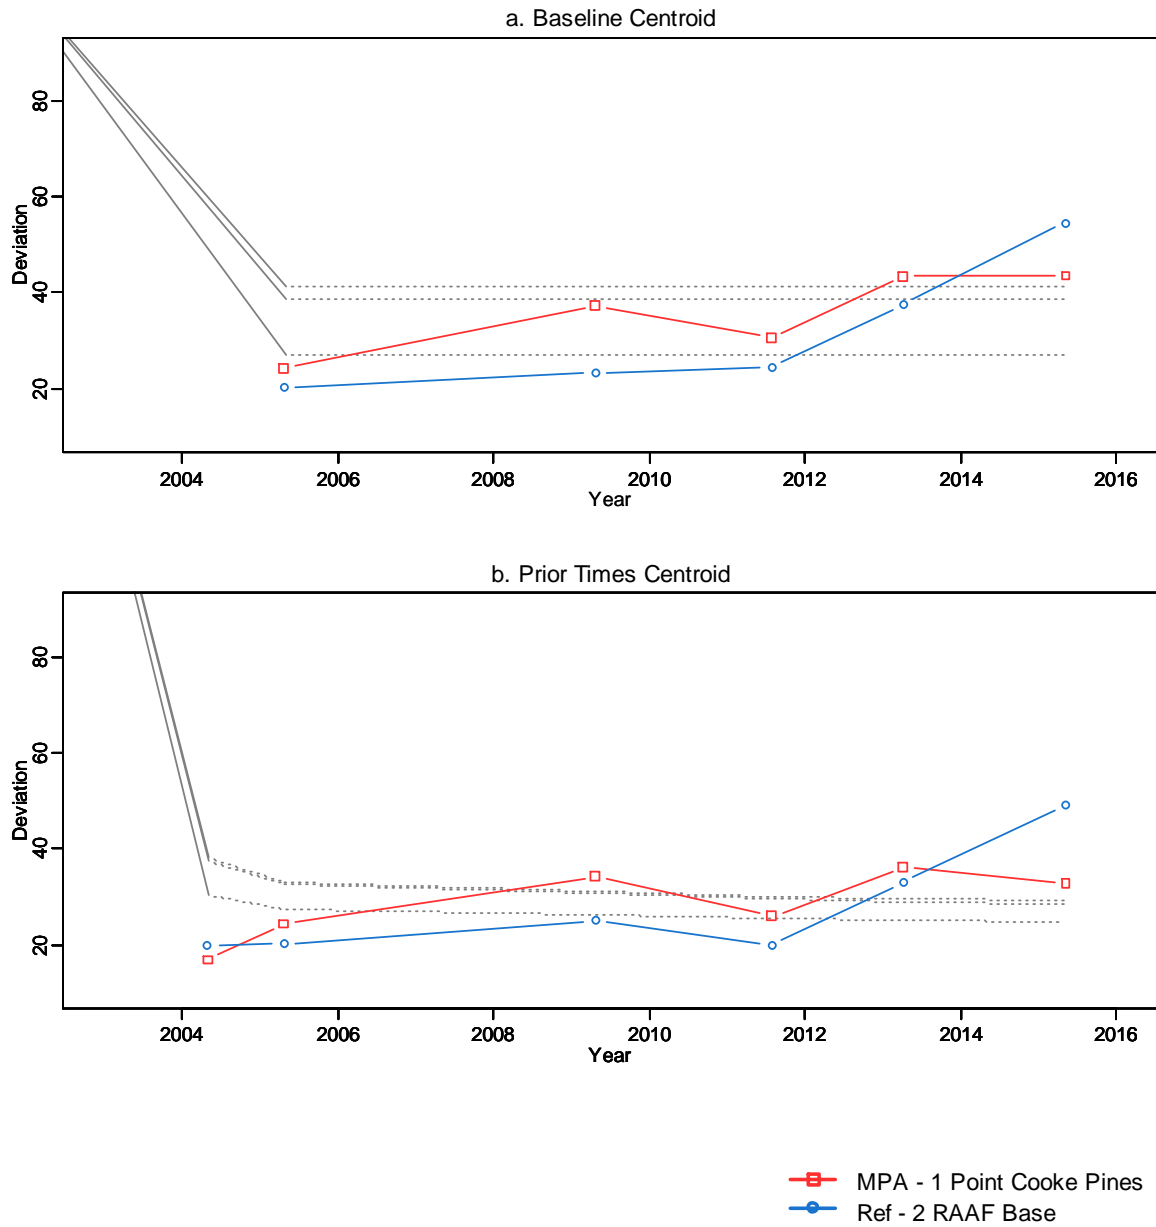 a. Baseline Centroid
80
60
40
20
Deviation
2004 2006 2008 2010 2012 2014 2016
Year
b. Prior Times Centroid
80
60
40
20
Deviation
2004 2006 2008 2010 2012 2014 2016
Year
MPA - 1 Point Cooke Pines
Ref - 2 RAAF Base